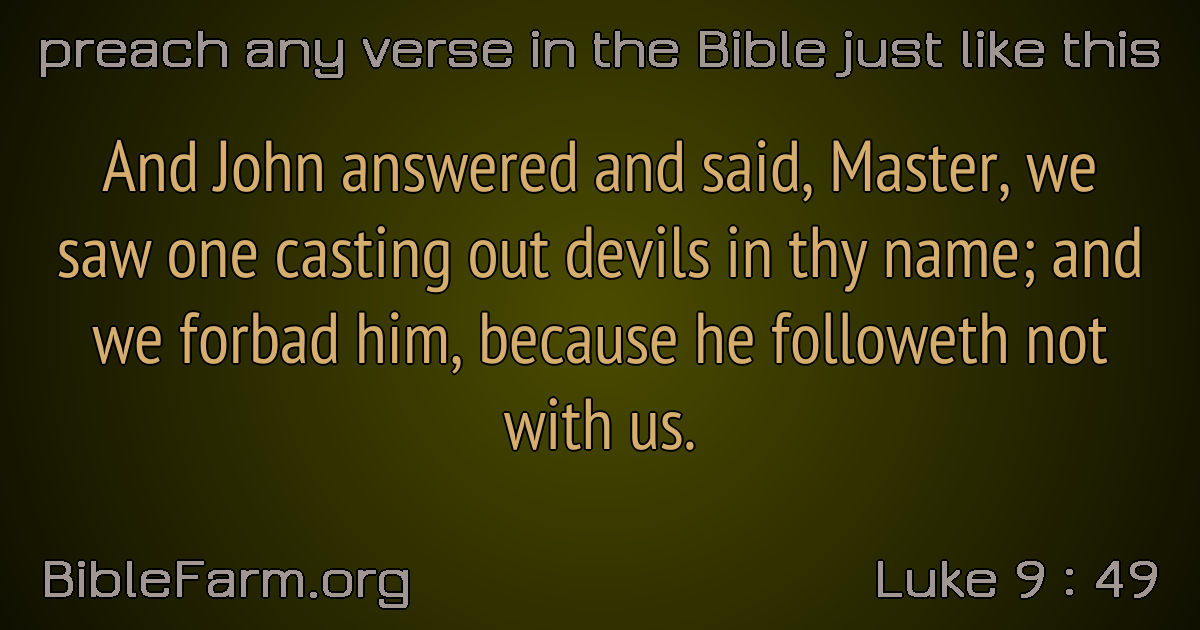 preach any verse in the Bible just like this
And John answered and said, Master, we
saw one casting out devils in thy name; and
we forbad him, because he followeth not
with us.
BibleFarm.org
Luke 9 : 49